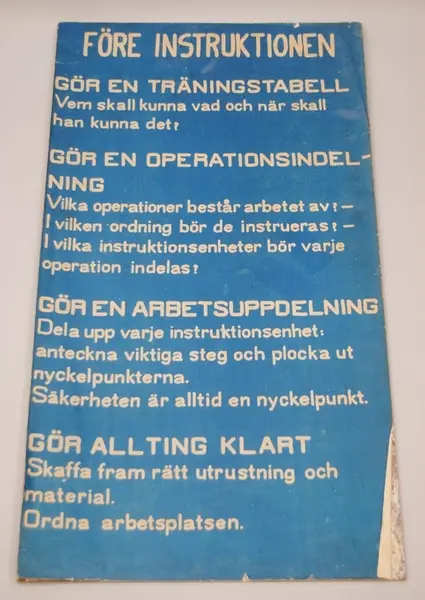 FÖRE INSTRUKTIONEN
GÖR EN TRÄNINGSTABELL
Vem skall kunna vad och när skall
han kunna det?
GÖR EN OPERATIONSINDEL-
NING
Vilka operationer består arbetet av? –
I vilken ordning bör de instrueras? –
I vilka instruktionsenheter bör varje
operation indelas?
GÖR EN ARBETSUPPDELNING
Dela upp varje instruktionsenhet:
anteckna viktiga steg och plocka ut
nyckelpunkterna.
Säkerheten är alltid en nyckelpunkt.
GÖR ALLTING KLART
Skaffa fram rätt utrustning och
material.
Ordna arbetsplatsen.